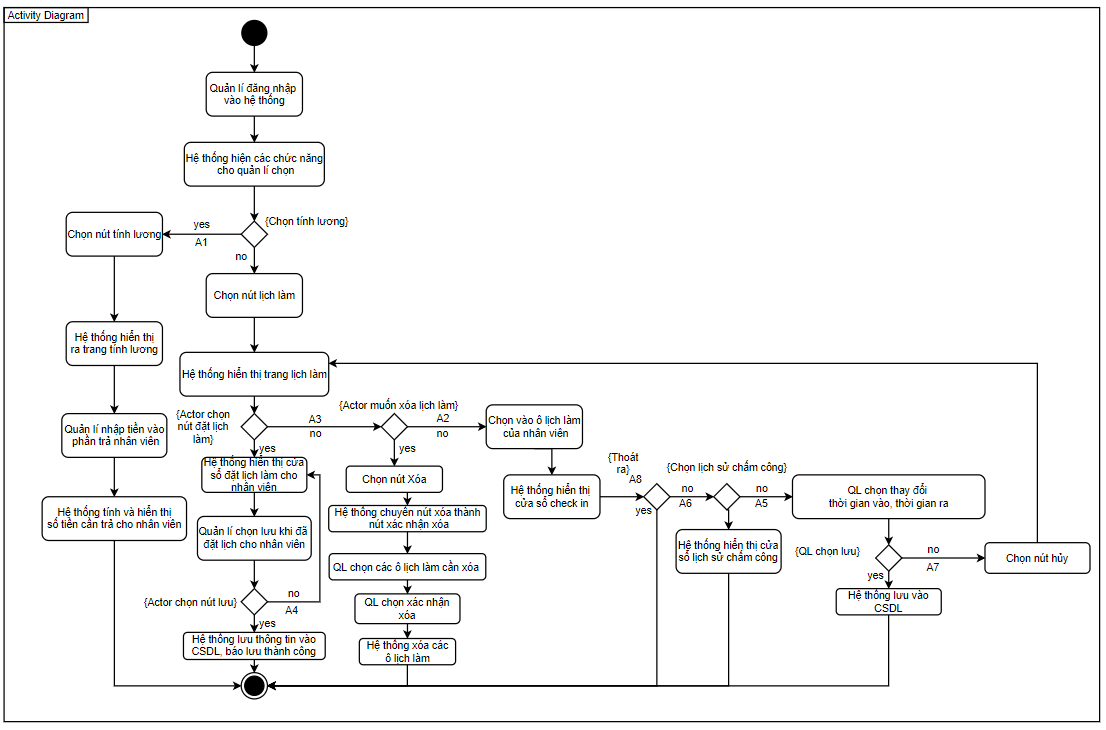 Activity Diagram
Quản lí đăng nhập
vào hệ thống
Hệ thống hiện các chức năng
cho quản lí chọn
{Chọn tính lương}
yes
A1
no
Chọn nút tính lương
Chọn nút lịch làm
Hệ thống hiển thị
ra trang tính lương
Hệ thống hiển thị trang lịch làm
Quản lí nhập tiền vào
phần trả nhân viên
Hệ thống tính và hiển thị
số tiền cần trả cho nhân viên
{Actor chọn
nút đặt lịch
làm}
A3
no
yes
{Actor muốn xóa lịch làm}
A2
no
yes
Chọn vào ô lịch làm
của nhân viên
Hệ thống hiển thị cửa
sổ đặt lịch làm cho
nhân viên
Quản lí chọn lưu khi đã
đặt lịch cho nhân viên
{Actor chọn nút lưu}
no
A4
yes
Hệ thống lưu thông tin vào
CSDL, báo lưu thành công
Chọn nút Xóa
Hệ thống chuyển nút xóa thành
nút xác nhận xóa
QL chọn các ô lịch làm cần xóa
QL chọn xác nhận
xóa
Hệ thống xóa các
ô lịch làm
Hệ thống hiển thị
cửa sổ check in
{Thoát
ra}
A8
yes
no
A6
{Chọn lịch sử chấm công}
no
A5
Hệ thống hiển thị cửa
sổ lịch sử chấm công
QL chọn thay đổi
thời gian vào, thời gian ra
{QL chọn lưu}
no
A7
yes
Chọn nút hủy
Hệ thống lưu vào
CSDL